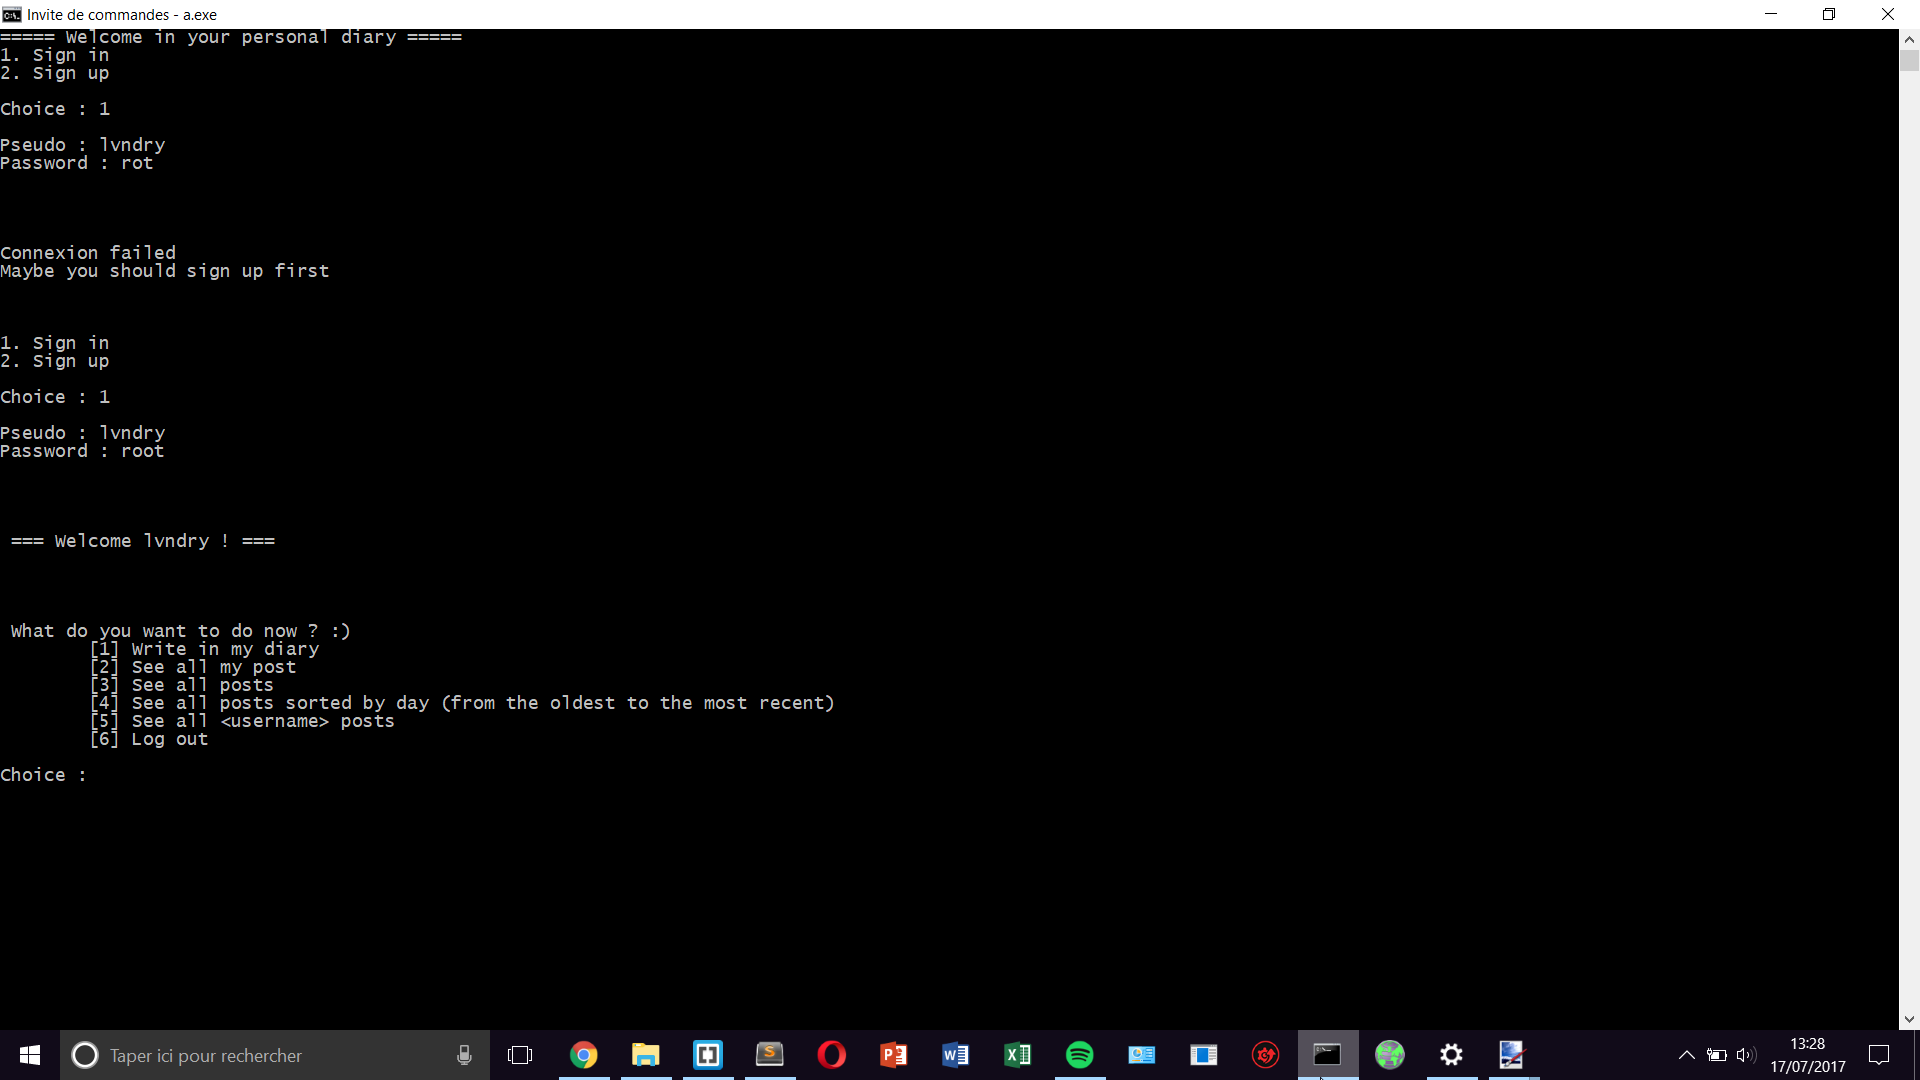 Invite de commandes - a.exe
===== Welcome in your personal diary =====
1. Sign in
2. Sign up
Choice : 1
Pseudo : lvndry
Password : rot
Connexion failed
Maybe you should sign up first
1. Sign in
2. Sign up
Choice : 1
Pseudo : lvndry
Password : root
=== Welcome lvndry ! ===
What do you want to do now ? :)
[1] Write in my diary
[2] See all my post
[3] See all posts
[4] See all posts sorted by day (from the oldest to the most recent)
[5] See all <username> posts
[6] Log out
Choice :
Taper ici pour rechercher
13:28
17/07/2017